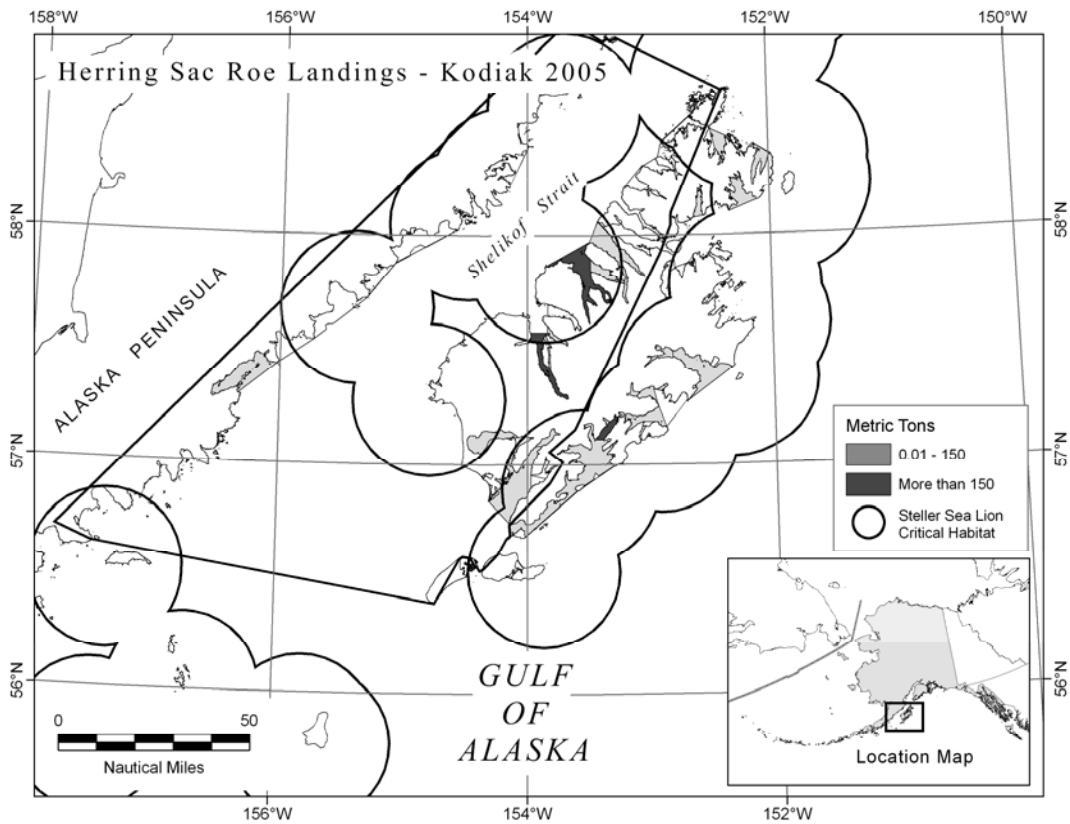 158°W
156°W
154°W
152°W
150°W
Herring Sac Roe Landings - Kodiak 2005
58°N
58°N
Shelikof Strait
ALASKA PENINSULA
57°N
57°N
Metric Tons
0.01 - 150
More than 150
Steller Sea Lion
Critical Habitat
56°N
56°N
GULF
OF
ALASKA
0
50
Nautical Miles
Location Map
156°W
154°W
152°W